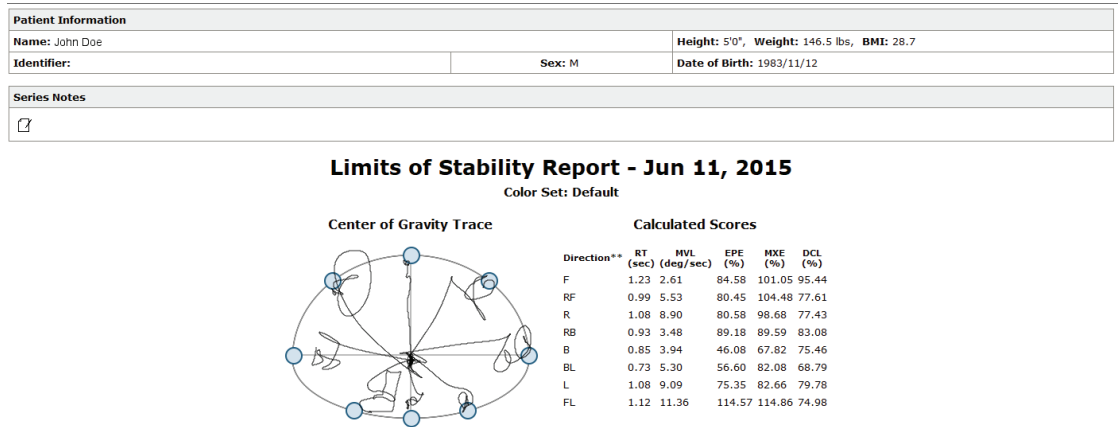 Patient Information
Name: John Doe Height: 5'0", Weight: 146.5 lbs, BMI: 28.7
Identifier: Sex: M Date of Birth: 1983/11/12
Series Notes
Limits of Stability Report - Jun 11, 2015
Color Set: Default
Center of Gravity Trace
Calculated Scores
Direction** RT (sec) MVL (deg/sec) EPE (%) MXE (%) DCL (%)
F 1.23 2.61 84.58 101.05 95.44
RF 0.99 5.53 80.45 104.48 77.61
R 1.08 8.90 80.58 98.68 77.43
RB 0.93 3.48 89.18 89.59 83.08
B 0.85 3.94 46.08 67.82 75.46
BL 0.73 5.30 56.60 82.08 68.79
L 1.08 9.09 75.35 82.66 79.78
FL 1.12 11.36 114.57 114.86 74.98